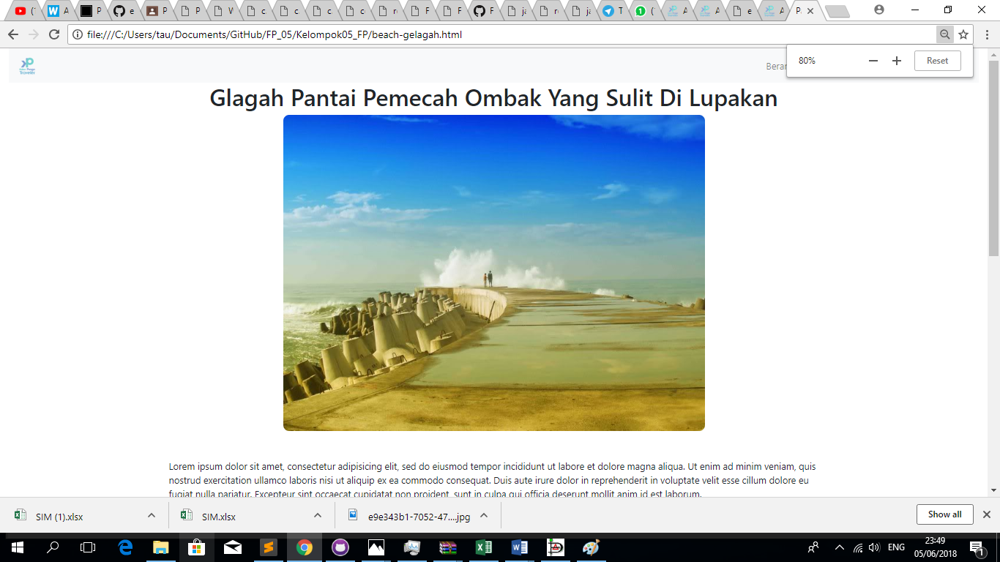 file:///C:/Users/tau/Documents/GitHub/FP_05/Kelompok05_FP/beach-gelagah.html
80%
Reset
Traveler
Berar
Glagah Pantai Pemecah Ombak Yang Sulit Di Lupakan
Lorem ipsum dolor sit amet, consectetur adipisicing elit, sed do eiusmod tempor incididunt ut labore et dolore magna aliqua. Ut enim ad minim veniam, quis
nostrud exercitation ullamco laboris nisi ut aliquip ex ea commodo consequat. Duis aute irure dolor in reprehenderit in voluptate velit esse cillum dolore eu
fugiat nulla pariatur. Excepteur sint occaecat cupidatat non proident, sunt in culpa qui officia deserunt mollit anim id est laborum.
SIM (1).xlsx
SIM.xlsx
e9e343b1-7052-47....jpg
Show all
ENG
23:49
05/06/2018
1